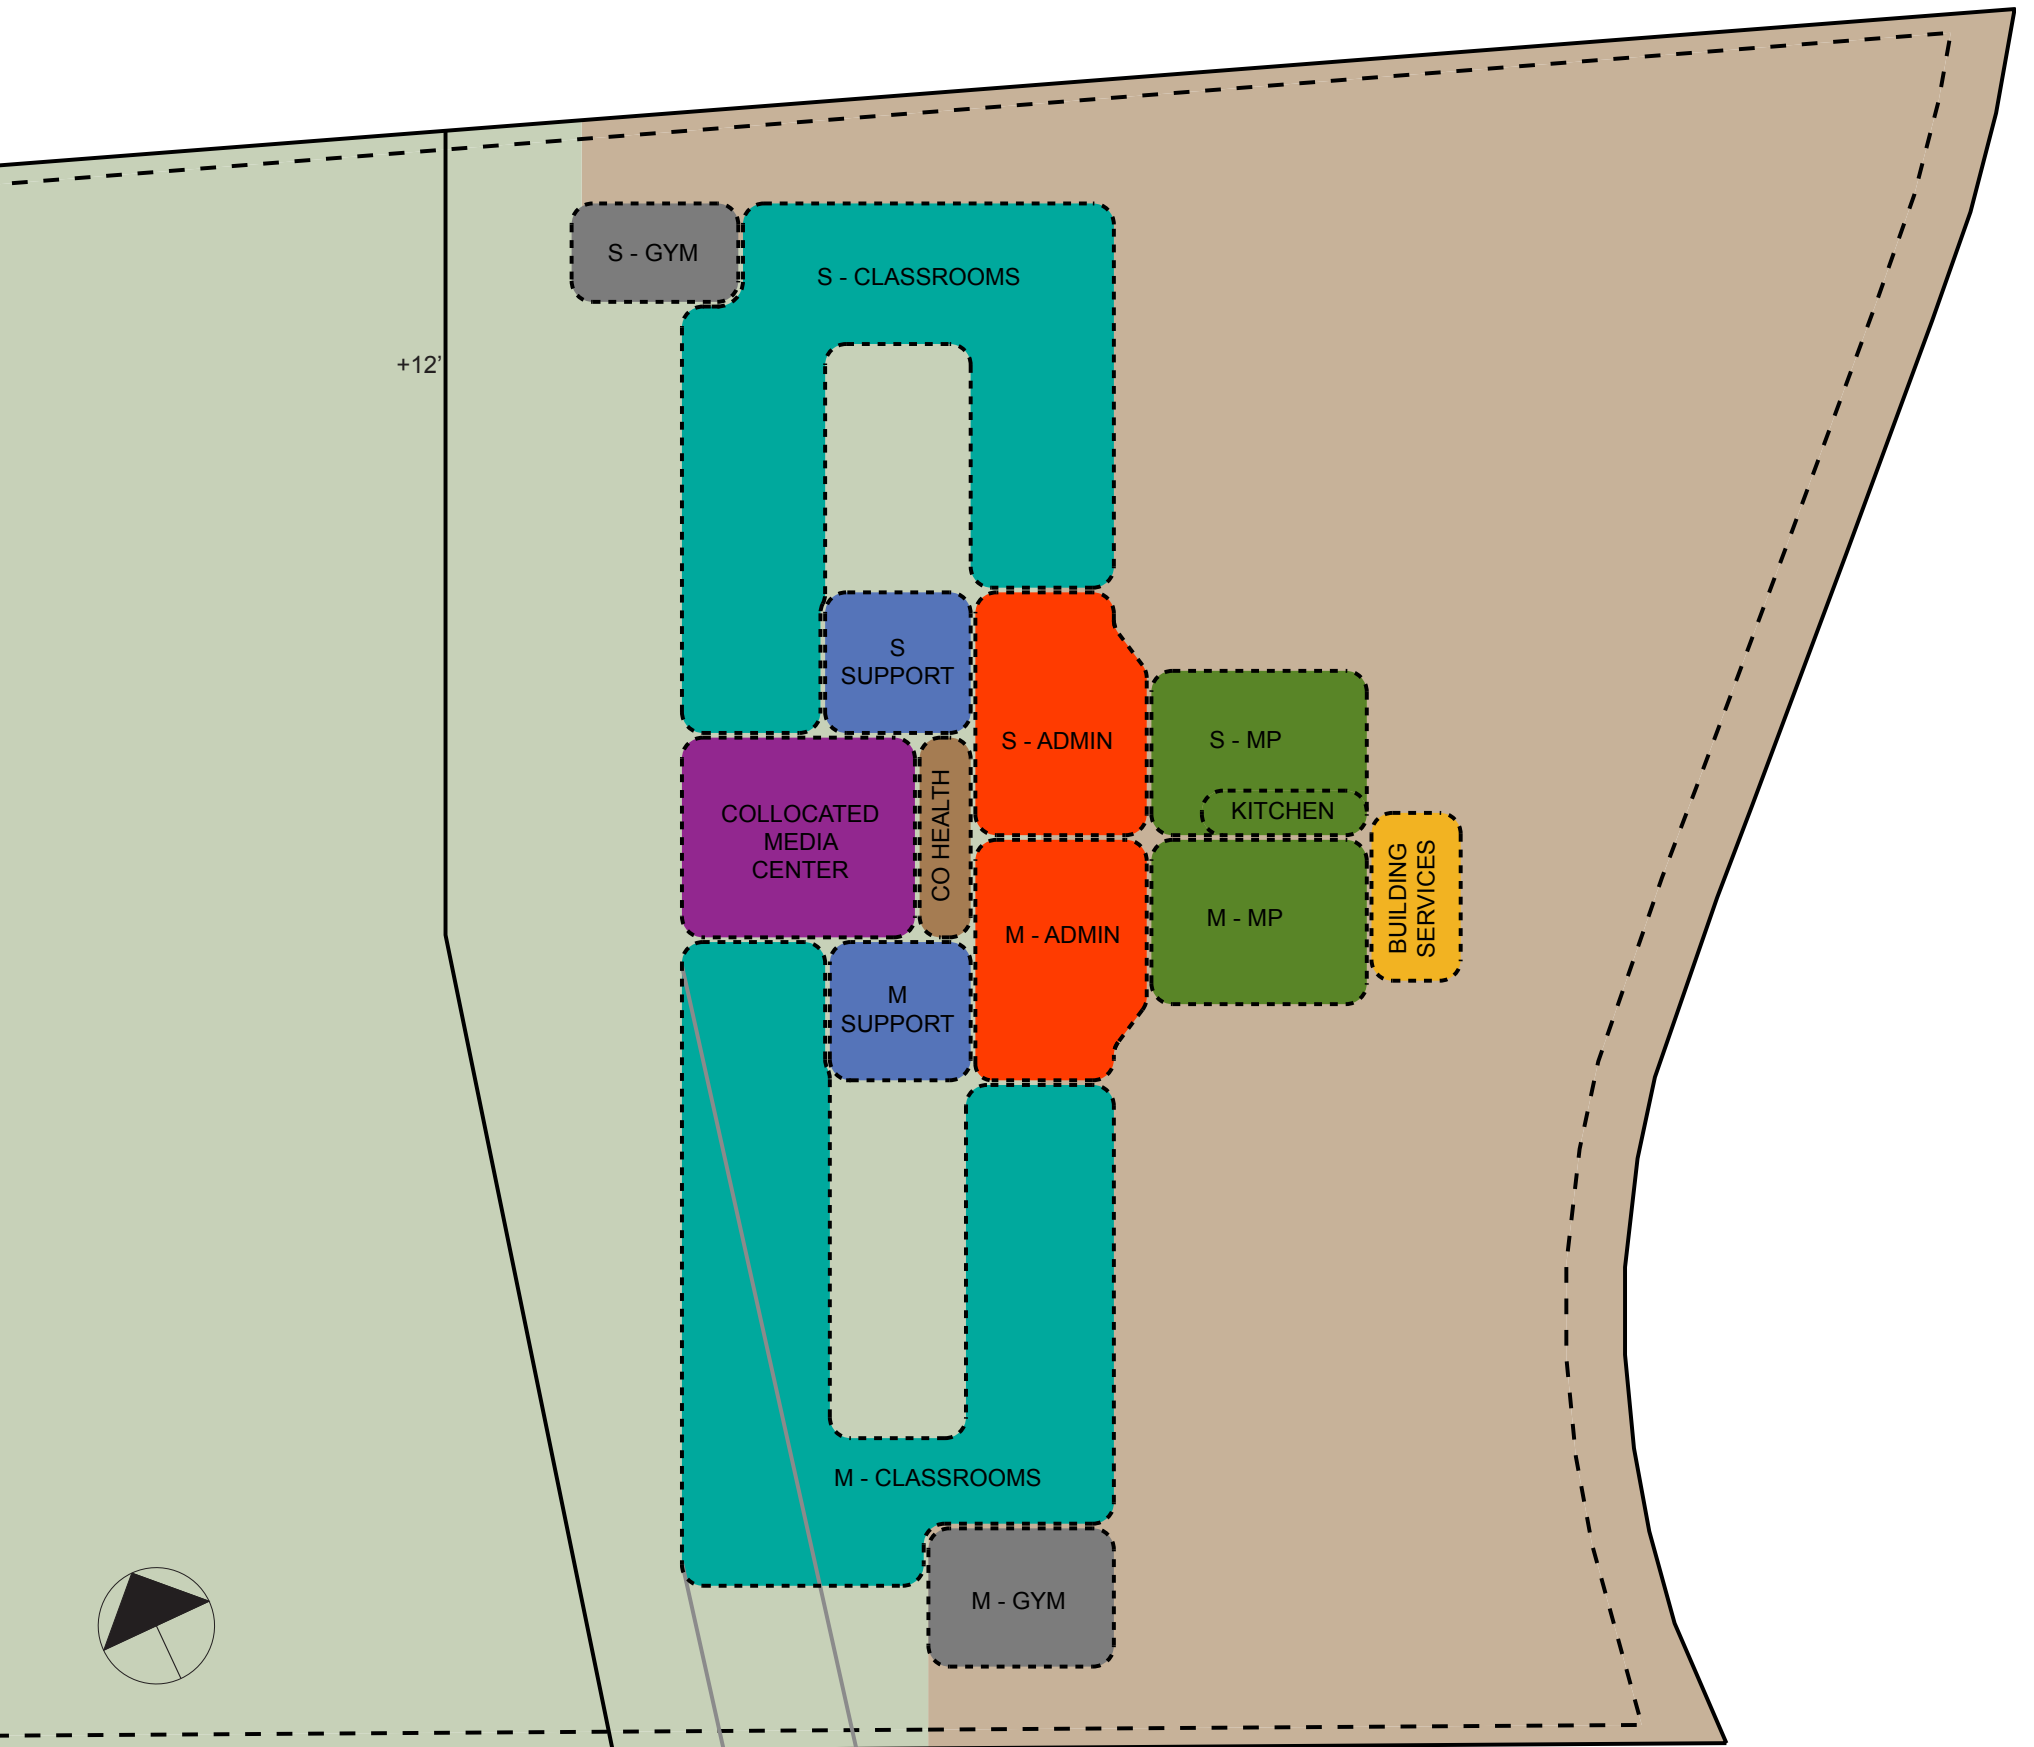 S - GYM
S - CLASSROOMS
+12'
S
SUPPORT
S - ADMIN
S - MP
KITCHEN
COLLOCATED
MEDIA
CENTER
CO HEALTH
BUILDING
SERVICES
M - ADMIN
M - MP
M
SUPPORT
M - CLASSROOMS
M - GYM